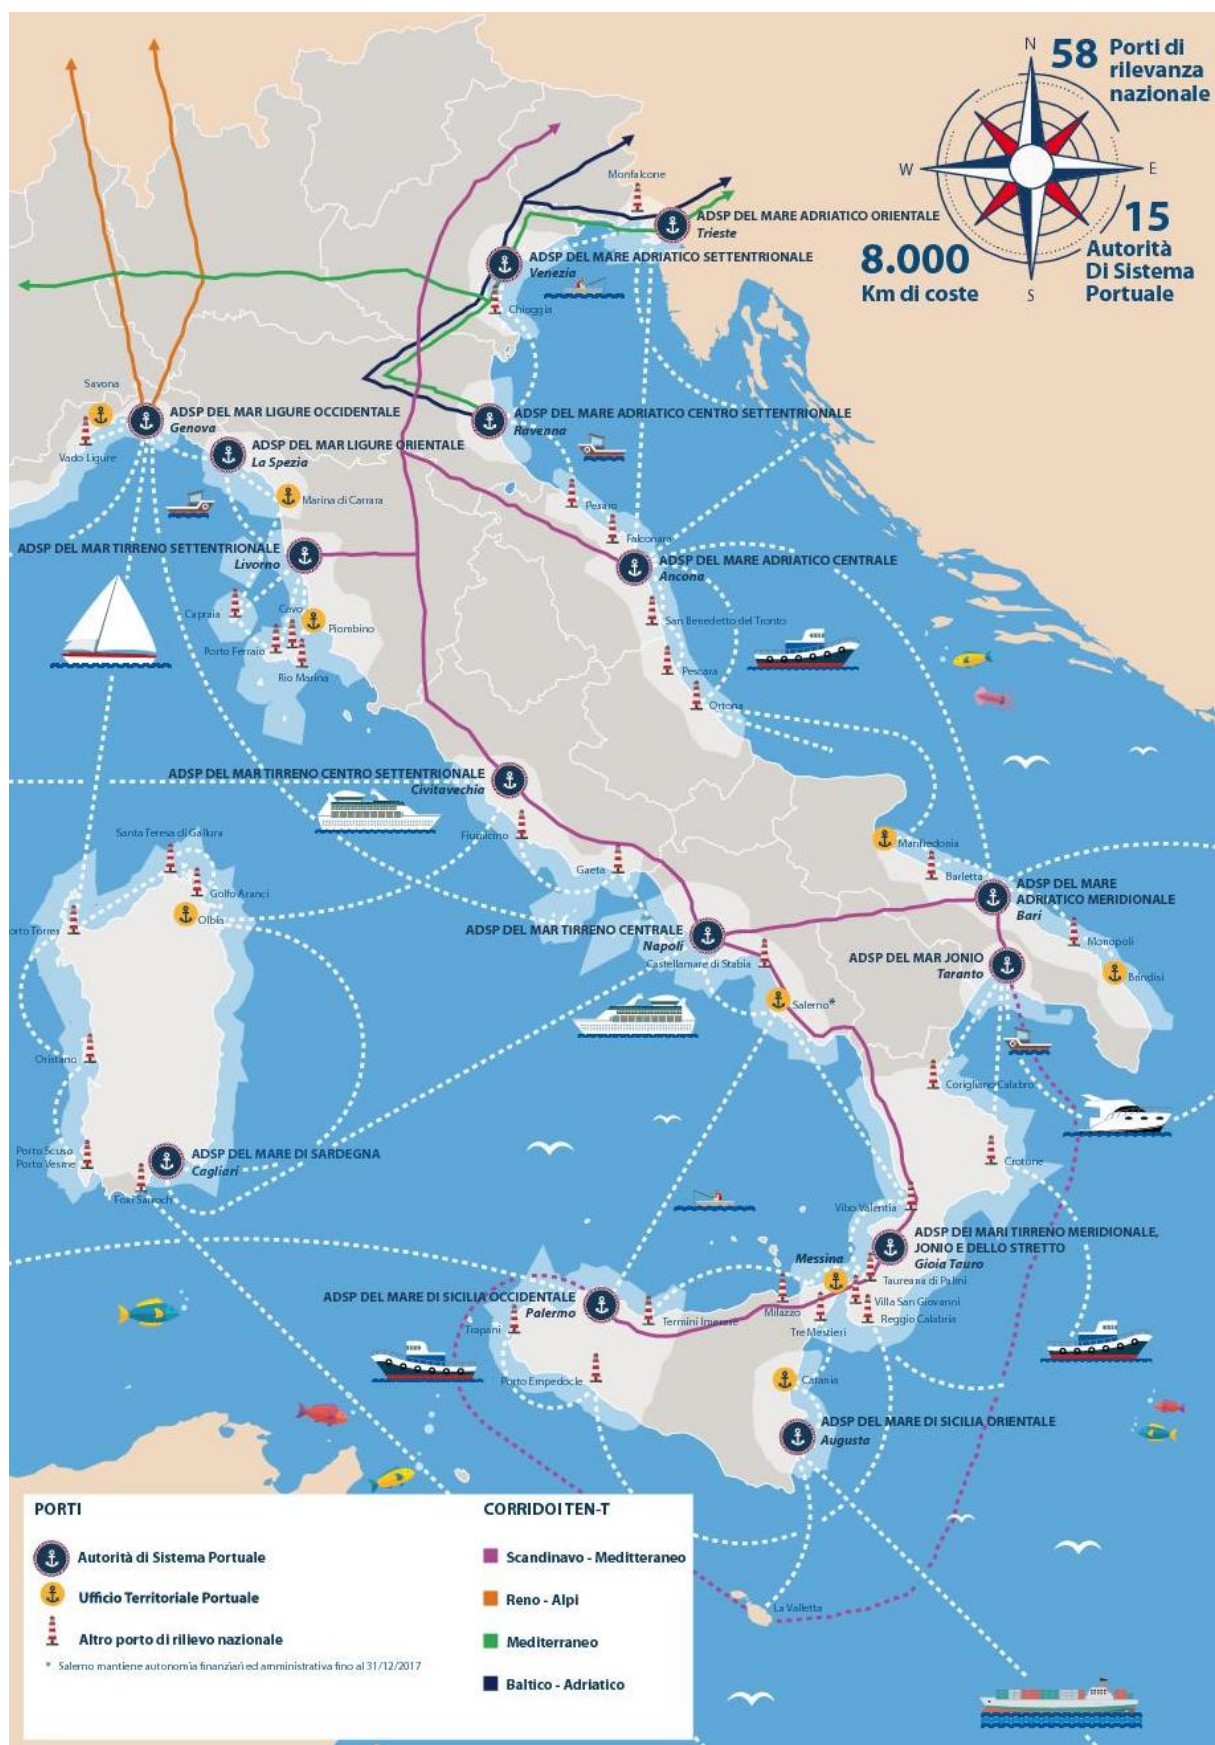 N
58 Porti di
rilevanza
nazionale
W
E
S
15
Autorità
Di Sistema
Portuale
8.000
Km di coste
Monfalcone
ADSP DEL MARE ADRIATICO ORIENTALE
Trieste
ADSP DEL MARE ADRIATICO SETTENTRIONALE
Venezia
Chioggia
Savona
ADSP DEL MAR LIGURE OCCIDENTALE
Genova
Vado Ligure
ADSP DEL MARE ADRIATICO CENTRO SETTENTRIONALE
Ravenna
ADSP DEL MAR LIGURE ORIENTALE
La Spezia
Marina di Carrara
Pesaro
Falconara
ADSP DEL MAR TIRRENO SETTENTRIONALE
Livorno
ADSP DEL MARE ADRIATICO CENTRALE
Ancona
Capraia
Cavo
Piombino
Porto Ferraio
Rio Marina
San Benedetto del Tronto
Pescara
Ortona
ADSP DEL MAR TIRRENO CENTRO SETTENTRIONALE
Civitavechia
Fiumicino
Gaeta
Santa Teresa di Gallura
Golfo Aranci
Olbia
orto Torres
Manfredonia
Barletta
ADSP DEL MARE
ADRIATICO MERIDIONALE
Bari
ADSP DEL MAR TIRRENO CENTRALE
Napoli
Castellamare di Stabia
Monopoli
ADSP DEL MAR JONIO
Taranto
Brindisi
Salerno*
Oristano
Corigliano Calabro
Porto Scuso
Porto Vesme
ADSP DEL MARE DI SARDEGNA
Cagliari
Foxi Sarroch
Crotone
Vibo Valentia
ADSP DEI MARI TIRRENO MERIDIONALE,
JONIO E DELLO STRETTO
Gioia Tauro
Messina
Taureana di Palmi
Villa San Giovanni
Reggio Calabria
Milazzo
Tre Mestieri
ADSP DEL MARE DI SICILIA OCCIDENTALE
Palermo
Trapani
Termini Imerese
Porto Empedocle
Catania
ADSP DEL MARE DI SICILIA ORIENTALE
Augusta
La Valletta
PORTI
Autorità di Sistema Portuale
Ufficio Territoriale Portuale
Altro porto di rilievo nazionale
* Salerno mantiene autonomia finanziari ed amministrativa fino al 31/12/2017
CORRIDOI TEN-T
Scandinavo - Meditteraneo
Reno - Alpi
Mediterraneo
Baltico - Adriatico